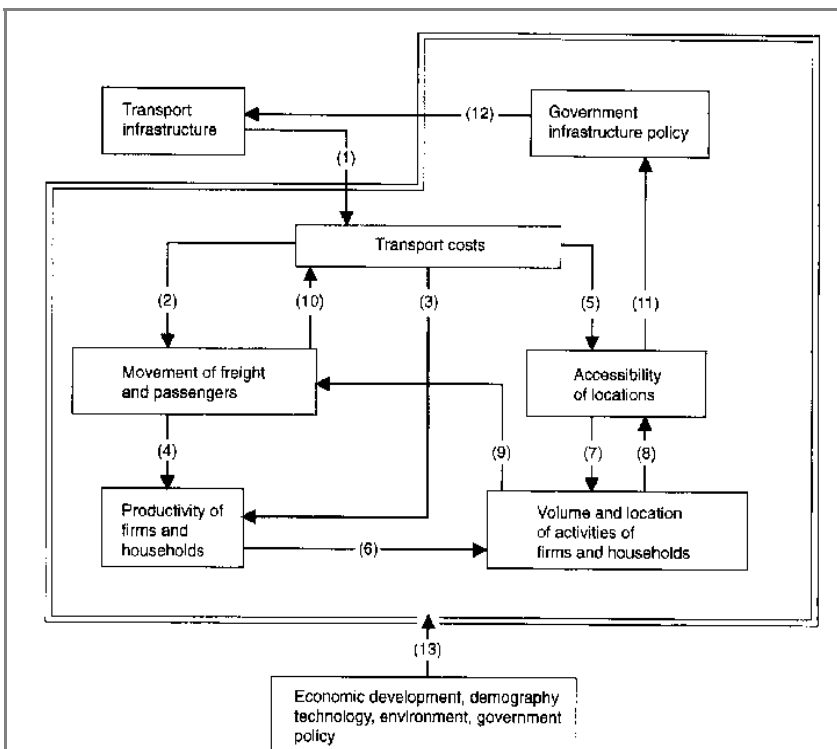 Transport
infrastructure
(12)
Government
infrastructure policy
(1)
Transport costs
(2)
(10)
(3)
(5)
(11)
Movement of freight
and passengers
Accessibility
of locations
(4)
(9)
(7)
(8)
Productivity of
firms and
households
Volume and location
of activities of
firms and households
(6)
(13)
Economic development, demography
technology, environment, government
policy